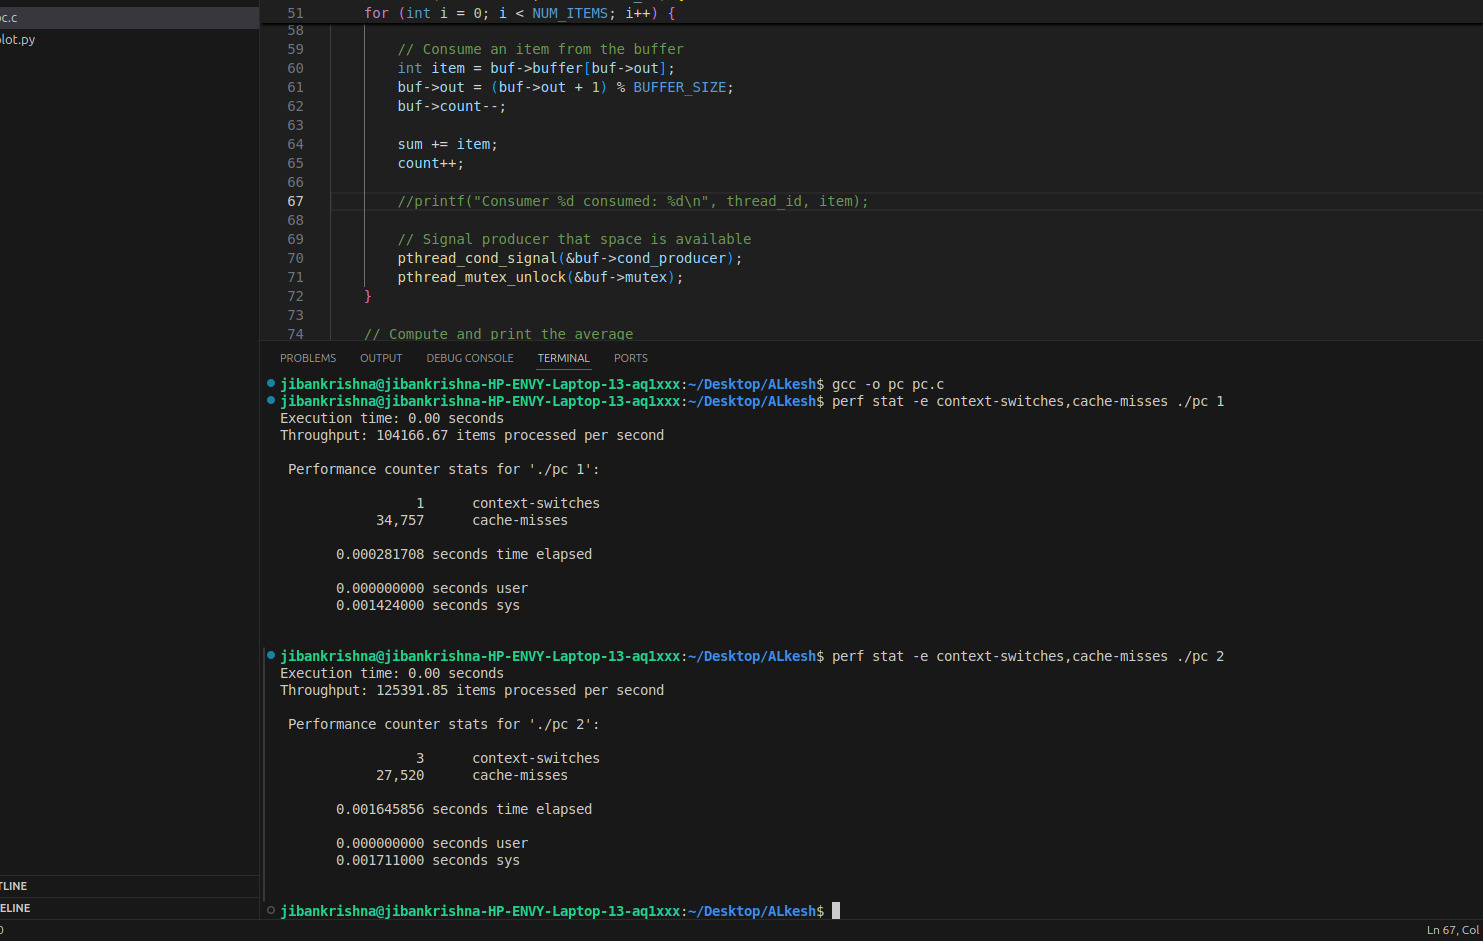 c.c
lot.py
TLINE
ELINE
0
51 for (int i = 0; i < NUM_ITEMS; i++) {
58
59 // Consume an item from the buffer
60 int item = buf->buffer[buf->out];
61 buf->out = (buf->out + 1) % BUFFER_SIZE;
62 buf->count--;
63
64 sum += item;
65 count++;
66
67 //printf("Consumer %d consumed: %d\n", thread_id, item);
68
69 // Signal producer that space is available
70 pthread_cond_signal(&buf->cond_producer);
71 pthread_mutex_unlock(&buf->mutex);
72 }
73
74 // Compute and print the average
PROBLEMS OUTPUT DEBUG CONSOLE TERMINAL PORTS
jibankrishna@jibankrishna-HP-ENVY-Laptop-13-aq1xxx:~/Desktop/ALkesh$ gcc -o pc pc.c
jibankrishna@jibankrishna-HP-ENVY-Laptop-13-aq1xxx:~/Desktop/ALkesh$ perf stat -e context-switches,cache-misses ./pc 1
Execution time: 0.00 seconds
Throughput: 104166.67 items processed per second
Performance counter stats for './pc 1':
1 context-switches
34,757 cache-misses
0.000281708 seconds time elapsed
0.000000000 seconds user
0.001424000 seconds sys
jibankrishna@jibankrishna-HP-ENVY-Laptop-13-aq1xxx:~/Desktop/ALkesh$ perf stat -e context-switches,cache-misses ./pc 2
Execution time: 0.00 seconds
Throughput: 125391.85 items processed per second
Performance counter stats for './pc 2':
3 context-switches
27,520 cache-misses
0.001645856 seconds time elapsed
0.000000000 seconds user
0.001711000 seconds sys
jibankrishna@jibankrishna-HP-ENVY-Laptop-13-aq1xxx:~/Desktop/ALkesh$
Ln 67, Col